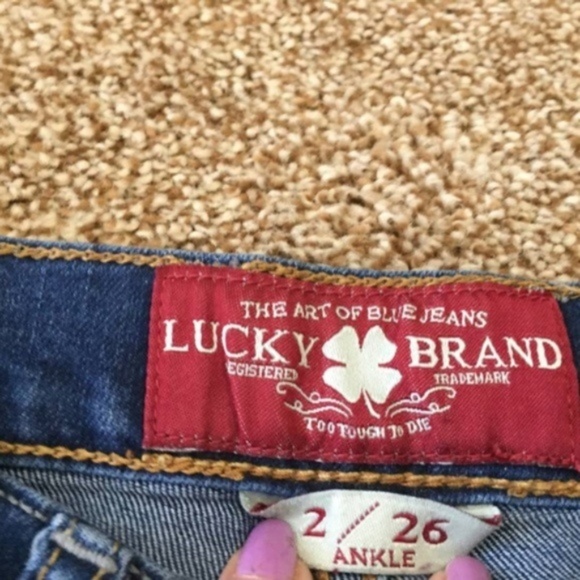 THE ART OF BLUE JEANS
LUCKY BRAND
REGISTERED TRADEMARK
TOO TOUGH TO DIE
2 / 26
ANKLE